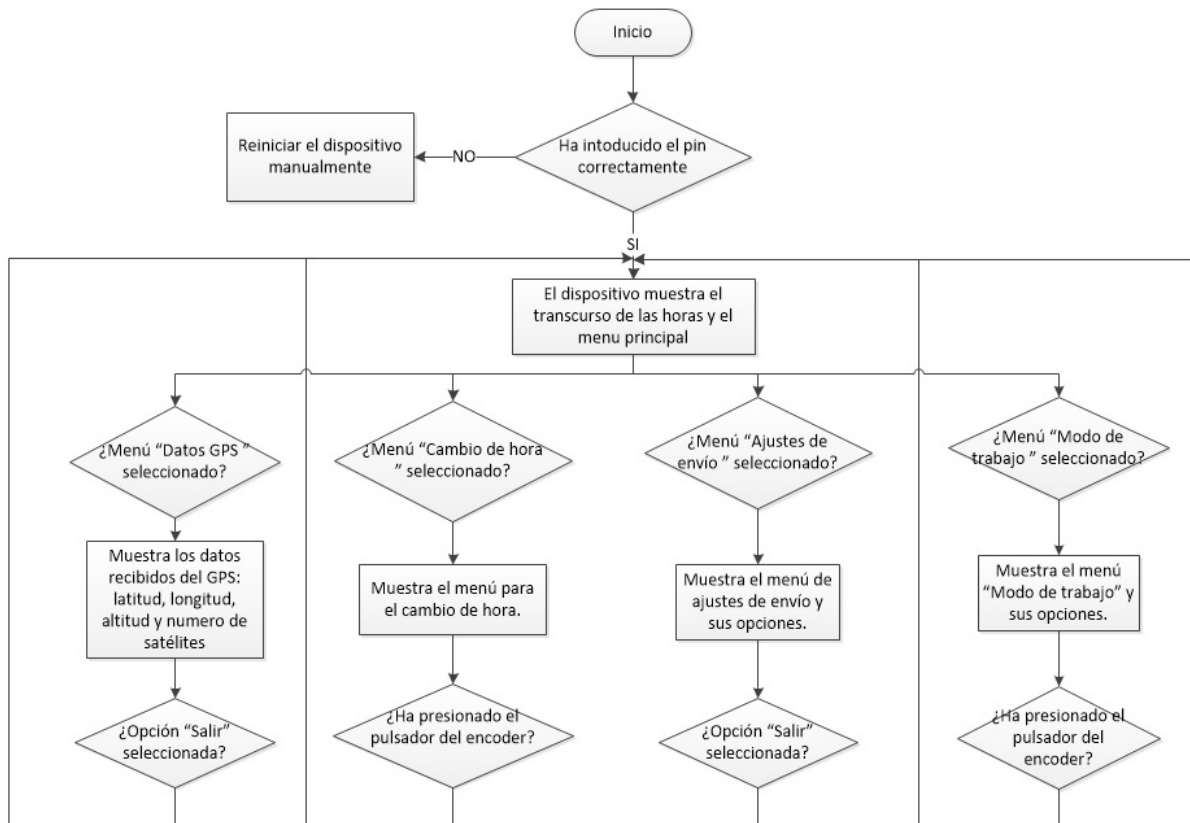 Inicio
Ha intoducido el pin
correctamente
NO
Reiniciar el dispositivo
manualmente
SI
El dispositivo muestra el
transcurso de las horas y el
menu principal
¿Menú “Datos GPS ”
seleccionado?
¿Menú “Cambio de hora
” seleccionado?
¿Menú “Ajustes de
envío ” seleccionado?
¿Menú “Modo de
trabajo ” seleccionado?
Muestra los datos
recibidos del GPS:
latitud, longitud,
altitud y numero de
satélites
Muestra el menú para
el cambio de hora.
Muestra el menú de
ajustes de envío y
sus opciones.
Muestra el menú
“Modo de trabajo” y
sus opciones.
¿Opción “Salir”
seleccionada?
¿Ha presionado el
pulsador del encoder?
¿Opción “Salir”
seleccionada?
¿Ha presionado el
pulsador del
encoder?